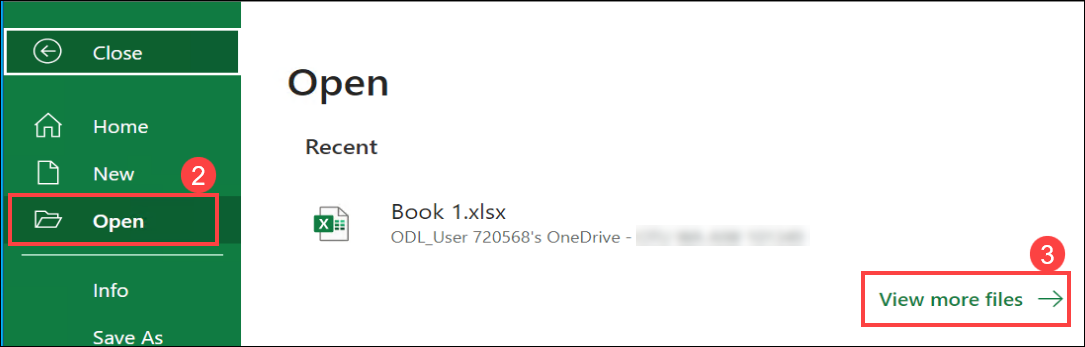 Close
Home
New
2
Open
Info
Save As
Open
Recent
Book 1.xlsx
ODL_User 720568's OneDrive -
3
View more files